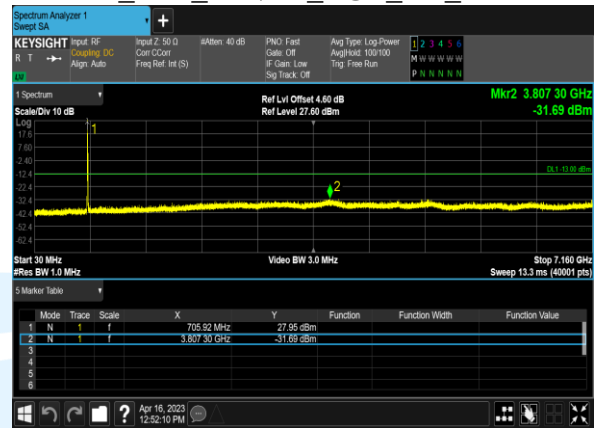 Spectrum Analyzer 1
Swept SA
KEYSIGHT Input: RF Input Z: 50 Ω #Atten: 40 dB PNO: Fast Avg Type: Log-Power 1 2 3 4 5 6
R T Coupling: DC Corr CCorr Gate: Off Avg|Hold: 100/100 M W W W W W
Align: Auto Freq Ref: Int (S) IF Gain: Low Trig: Free Run
Sig Track: Off P N N N N N
1 Spectrum Ref Lvl Offset 4.60 dB Mkr2 3.807 30 GHz
Scale/Div 10 dB Ref Level 27.60 dBm -31.69 dBm
Log
1
17.6
7.60
-2.40
DL1 -13.00 dBm
-12.4
-22.4
2
-32.4
-42.4
-52.4
-62.4
Start 30 MHz Video BW 3.0 MHz Stop 7.160 GHz
#Res BW 1.0 MHz Sweep 13.3 ms (40001 pts)
5 Marker Table
Mode Trace Scale X Y Function Function Width Function Value
1 N 1 f 705.92 MHz 27.95 dBm
2 N 1 f 3.807 30 GHz -31.69 dBm
3
4
5
6
? Apr 16, 2023
12:52:10 PM